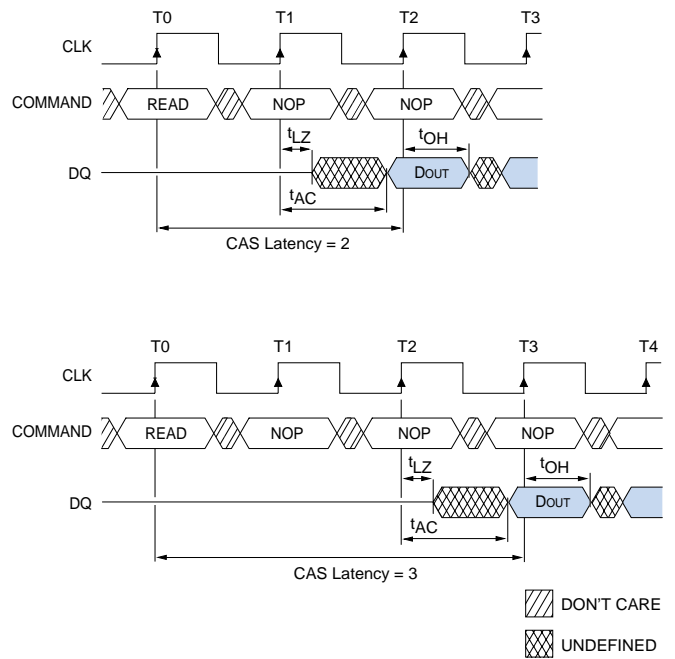 T0 T1 T2 T3
CLK
COMMAND READ NOP NOP
tLZ tOH
DQ DOUT
tAC
CAS Latency = 2
T0 T1 T2 T3 T4
CLK
COMMAND READ NOP NOP NOP
tLZ tOH
DQ DOUT
tAC
CAS Latency = 3
DON'T CARE
UNDEFINED